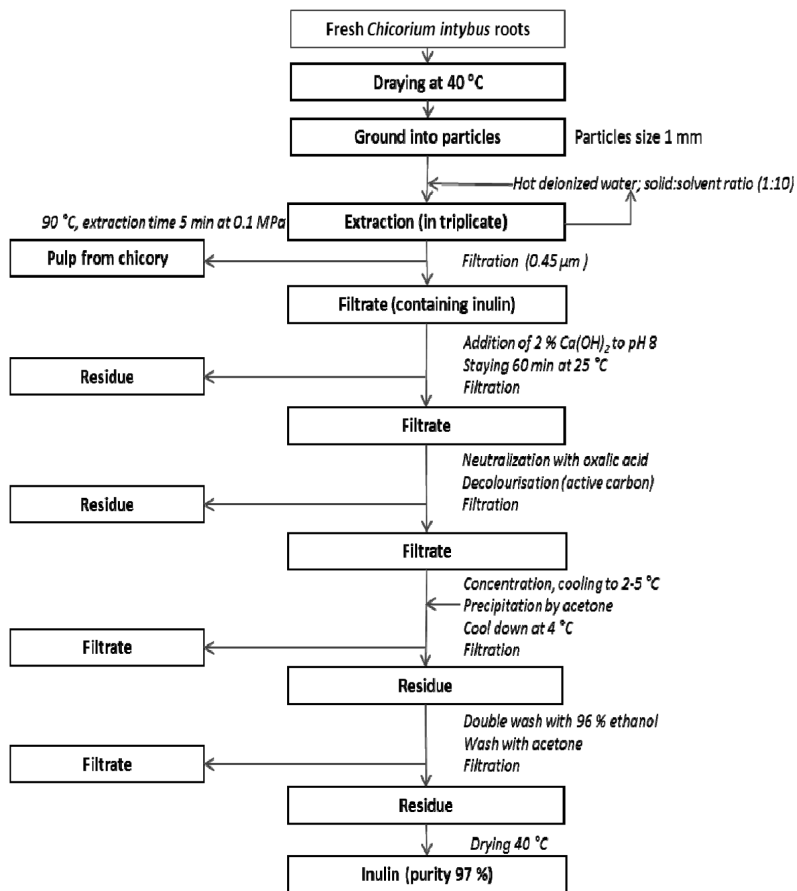 Fresh Chicorium intybus roots
Draying at 40 °C
Ground into particles
Particles size 1 mm
Hot deionized water; solid:solvent ratio (1:10)
90 °C, extraction time 5 min at 0.1 MPa
Extraction (in triplicate)
Pulp from chicory
Filtration (0.45 µm )
Filtrate (containing inulin)
Addition of 2 % Ca(OH)₂ to pH 8
Staying 60 min at 25 °C
Residue
Filtration
Filtrate
Neutralization with oxalic acid
Decolourisation (active carbon)
Residue
Filtration
Filtrate
Concentration, cooling to 2-5 °C
Precipitation by acetone
Cool down at 4 °C
Filtrate
Filtration
Residue
Double wash with 96 % ethanol
Wash with acetone
Filtrate
Filtration
Residue
Drying 40 °C
Inulin (purity 97 %)